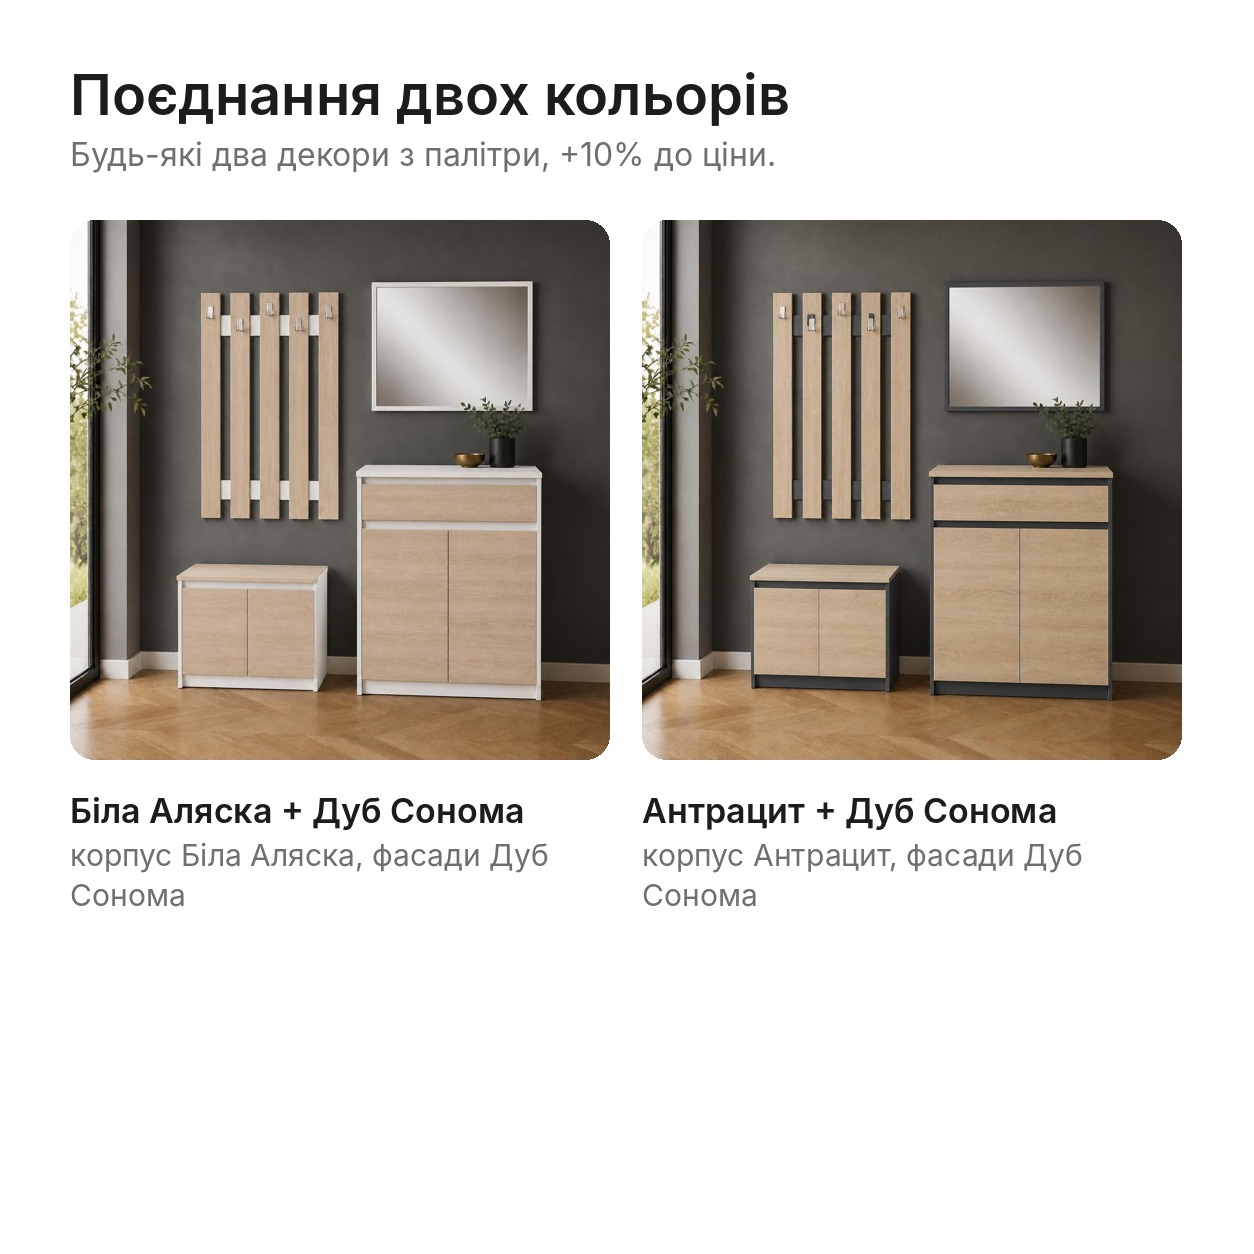 Поєднання двох кольорів
Будь-які два декори з палітри, +10% до ціни.
Біла Аляска + Дуб Сонома
корпус Біла Аляска, фасади Дуб
Сонома
Антрацит + Дуб Сонома
корпус Антрацит, фасади Дуб
Сонома